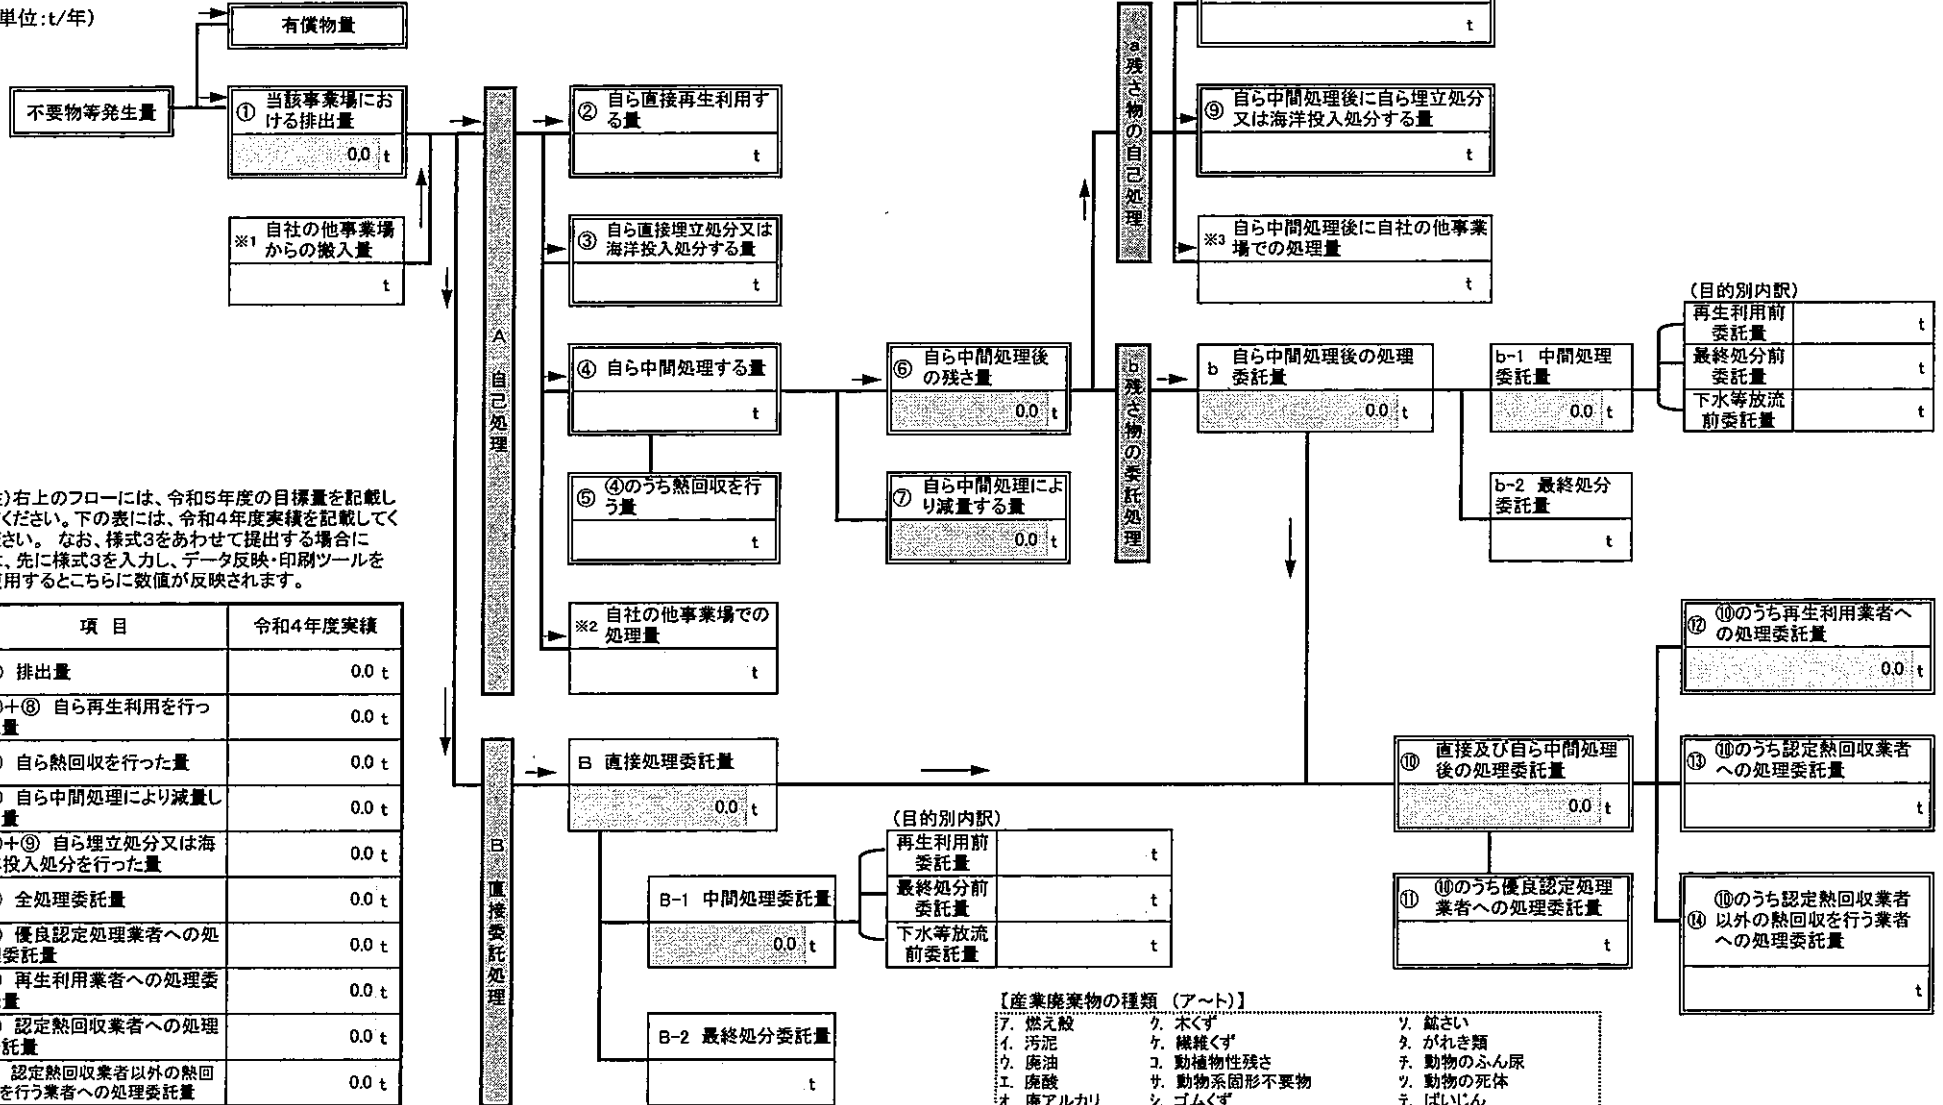 単位:t/年)
有償物量
不要物等発生量
① 当該事業場にお
ける排出量
0.0 t
※1 自社の他事業場
からの搬入量
t
A 自己処理
② 自ら直接再生利用す
る量
t
③ 自ら直接埋立処分又は
海洋投入処分する量
t
④ 自ら中間処理する量
t
⑤ ④のうち熱回収を行
う量
t
※2 自社の他事業場での
処理量
t
⑥ 自ら中間処理後
の残さ量
0.0 t
⑦ 自ら中間処理によ
り減量する量
0.0 t
a 残さ物の自己処理
t
⑨ 自ら中間処理後に自ら埋立処分
又は海洋投入処分する量
t
※3 自ら中間処理後に自社の他事業
場での処理量
t
b 残さ物の委託処理
b 自ら中間処理後の処理
委託量
0.0 t
b-1 中間処理
委託量
0.0 t
(目的別内訳)
再生利用前
委託量 t
最終処分前
委託量 t
下水等放流
前委託量 t
b-2 最終処分
委託量
t
)右上のフローには、令和5年度の目標量を記載し
ください。下の表には、令和4年度実績を記載してく
さい。 なお、様式3をあわせて提出する場合に
、先に様式3を入力し、データ反映・印刷ツールを
用するとこちらに数値が反映されます。
項 目 令和4年度実績
排出量 0.0 t
+⑧ 自ら再生利用を行っ
量 0.0 t
自ら熱回収を行った量 0.0 t
自ら中間処理により減量し
量 0.0 t
+⑨ 自ら埋立処分又は海
投入処分を行った量 0.0 t
全処理委託量 0.0 t
優良認定処理業者への処
委託量 0.0 t
再生利用業者への処理委
量 0.0 t
認定熱回収業者への処理
託量 0.0 t
認定熱回収業者以外の熱回
を行う業者への処理委託量 0.0 t
B 直接委託処理
B 直接処理委託量
0.0 t
B-1 中間処理委託量
0.0 t
(目的別内訳)
再生利用前
委託量 t
最終処分前
委託量 t
下水等放流
前委託量 t
B-2 最終処分委託量
t
⑩ 直接及び自ら中間処理
後の処理委託量
0.0 t
⑪ ⑩のうち優良認定処理
業者への処理委託量
t
⑫ ⑩のうち再生利用業者へ
の処理委託量
0.0 t
⑬ ⑩のうち認定熱回収業者
への処理委託量
t
⑭ ⑩のうち認定熱回収業者
以外の熱回収を行う業者
への処理委託量
t
【産業廃棄物の種類 (ア~ト)】
ア. 燃え殻 ク. 木くず ソ. 鉱さい
イ. 汚泥 ケ. 繊維くず タ. がれき類
ウ. 廃油 コ. 動植物性残さ チ. 動物のふん尿
エ. 廃酸 サ. 動物系固形不要物 ツ. 動物の死体
オ. 廃アルカリ シ. ゴムくず テ. ばいじん